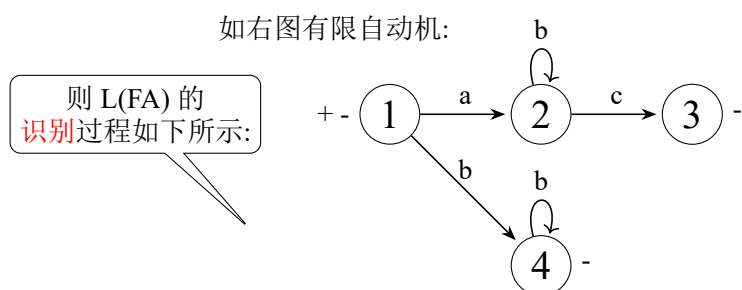 如右图有限自动机:
则 L(FA) 的
识别过程如下所示:
b
+ - 1 a 2 c 3 -
b
b
4 -